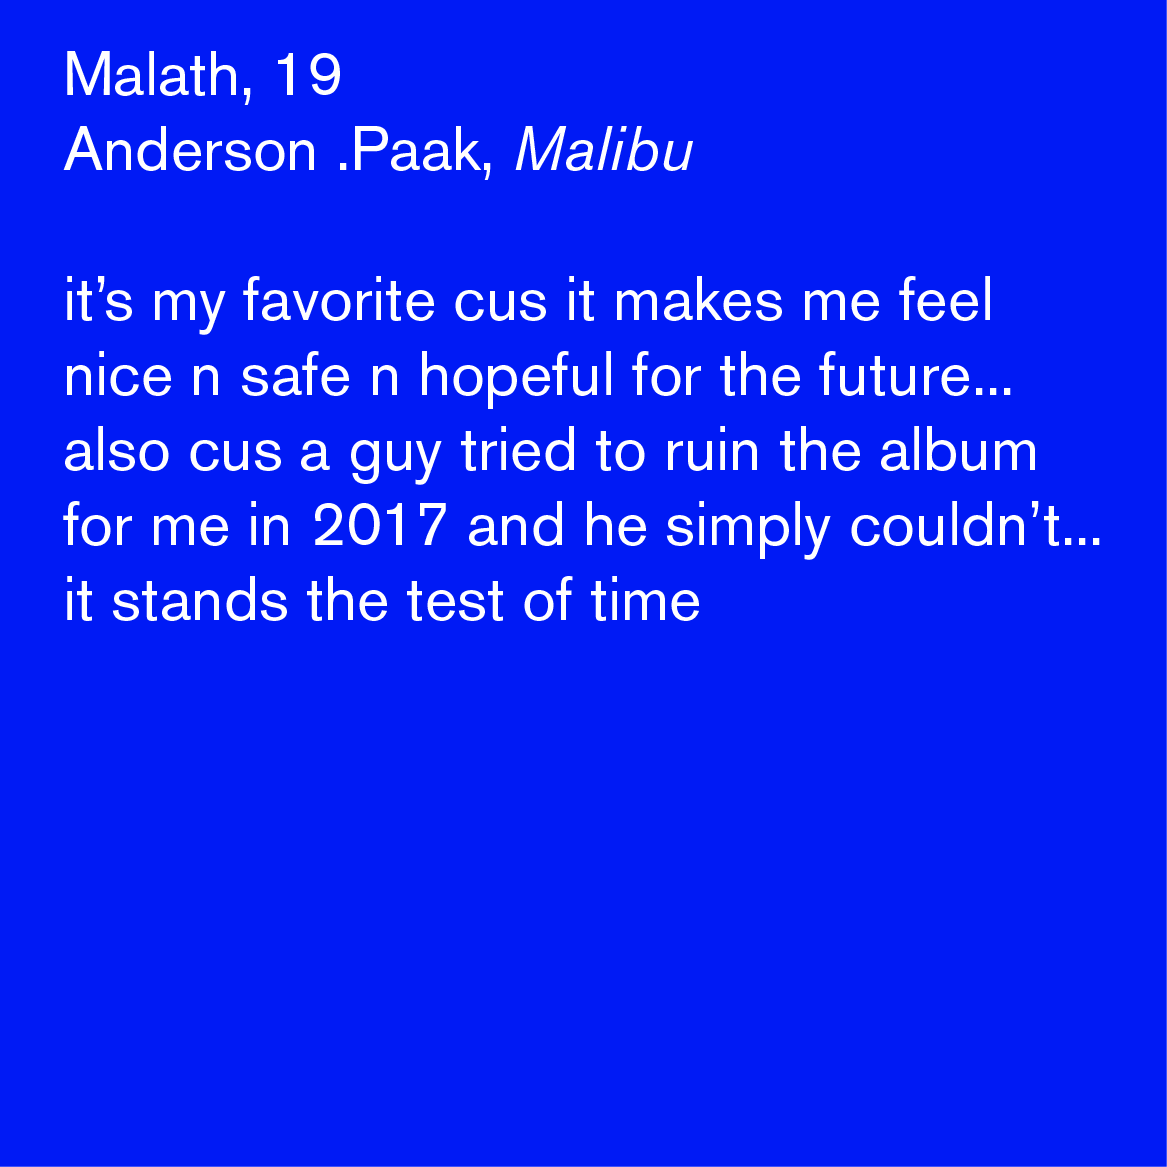 Malath, 19
Anderson .Paak, Malibu
it’s my favorite cus it makes me feel
nice n safe n hopeful for the future...
also cus a guy tried to ruin the album
for me in 2017 and he simply couldn’t...
it stands the test of time